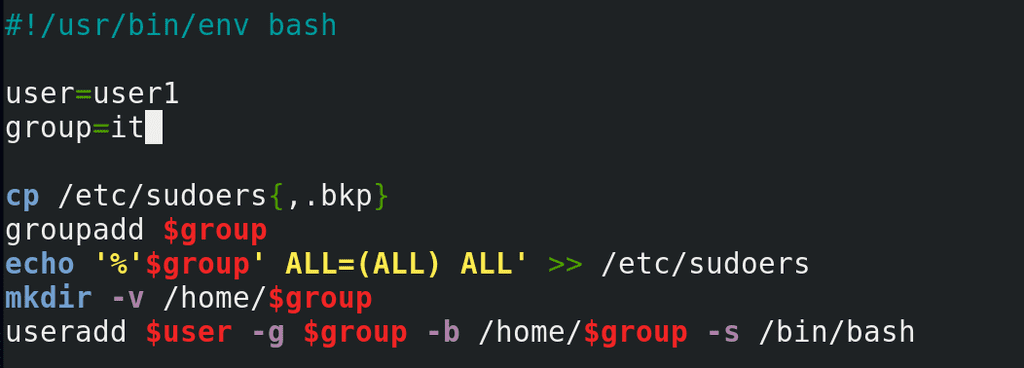 #!/usr/bin/env bash
user=user1
group=it
cp /etc/sudoers{,.bkp}
groupadd $group
echo '%'$group' ALL=(ALL) ALL' >> /etc/sudoers
mkdir -v /home/$group
useradd $user -g $group -b /home/$group -s /bin/bash